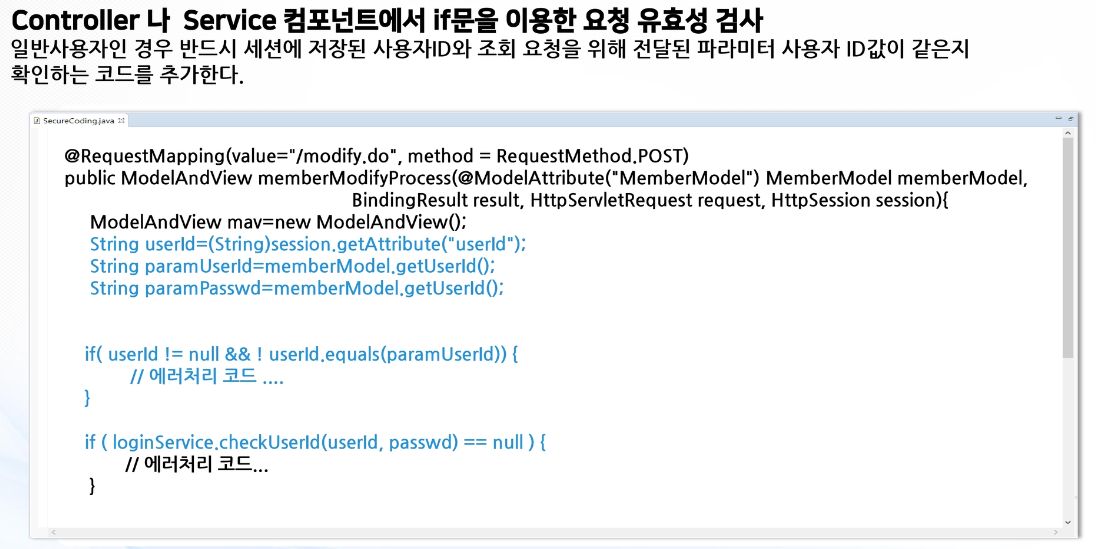 Controller 나 Service 컴포넌트에서 if문을 이용한 요청 유효성 검사
일반사용자인 경우 반드시 세션에 저장된 사용자ID와 조회 요청을 위해 전달된 파라미터 사용자 ID값이 같은지
확인하는 코드를 추가한다.
SecureCoding.java
@RequestMapping(value="/modify.do", method = RequestMethod.POST)
public ModelAndView memberModifyProcess(@ModelAttribute("MemberModel") MemberModel memberModel,
BindingResult result, HttpServletRequest request, HttpSession session){
ModelAndView mav=new ModelAndView();
String userId=(String)session.getAttribute("userId");
String paramUserId=memberModel.getUserId();
String paramPasswd=memberModel.getUserId();
if( userId != null && ! userId.equals(paramUserId)) {
// 에러처리 코드 ....
}
if ( loginService.checkUserId(userId, passwd) == null ) {
// 에러처리 코드...
}